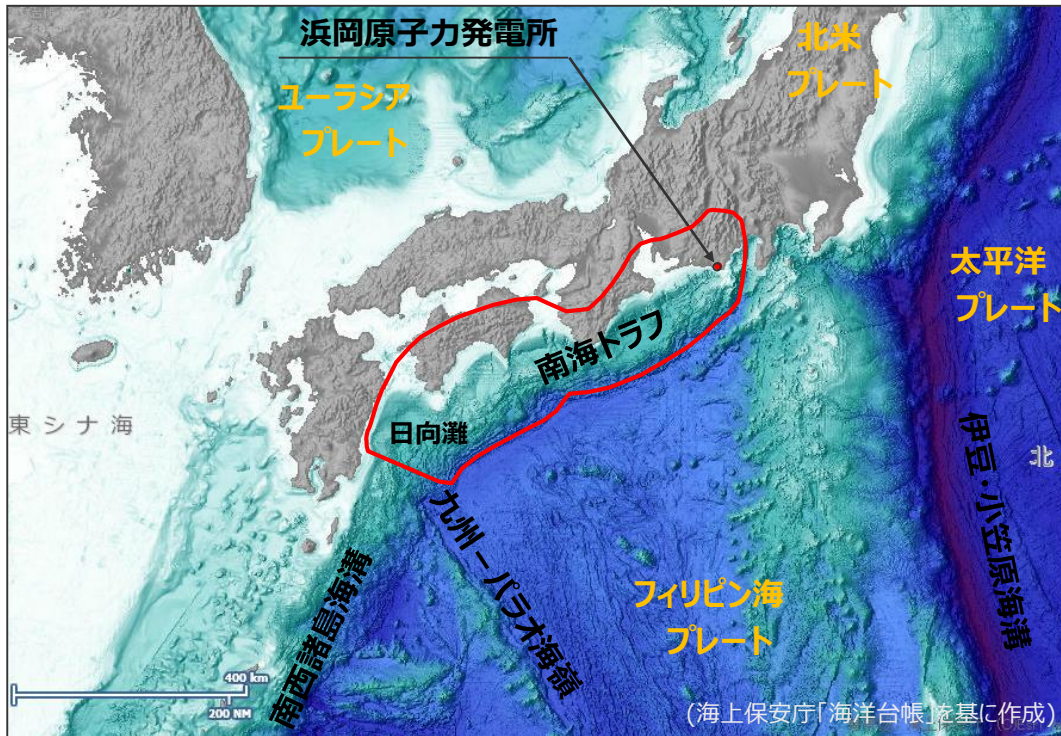 浜岡原子力発電所
北米
プレート
ユーラシア
プレート
太平洋
プレート
南海トラフ
東シナ海
日向灘
北
九州－パラオ海嶺
伊豆・小笠原海溝
南西諸島海溝
フィリピン海
プレート
400 km
200 NM
(海上保安庁「海洋台帳」を基に作成)